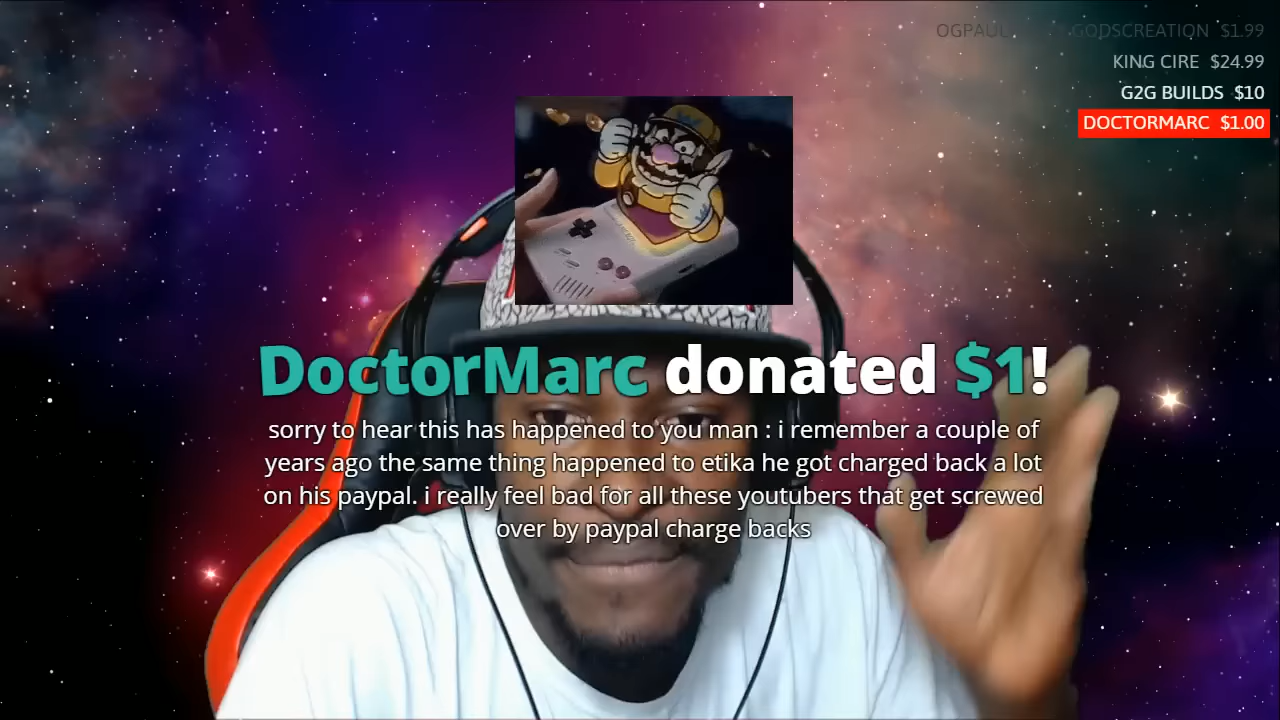 GODSCREATION $1.99
KING CIRE $24.99
G2G BUILDS $10
DOCTORMARC $1.00
DoctorMarc donated $1!
sorry to hear this has happened to you man : i remember a couple of
years ago the same thing happened to etika he got charged back a lot
on his paypal. i really feel bad for all these youtubers that get screwed
over by paypal charge backs